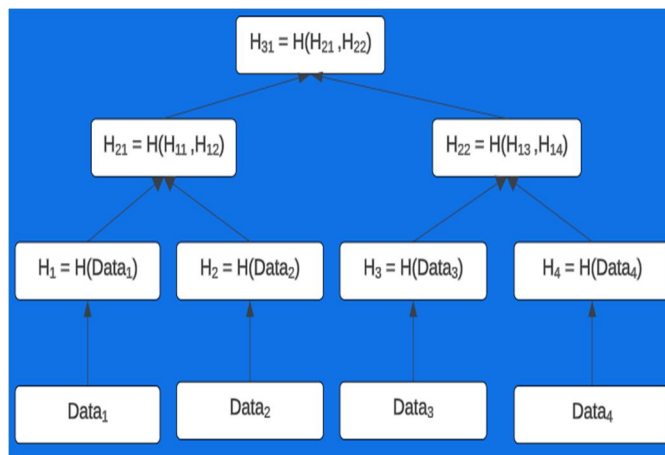 H₃₁ = H(H₂₁ ,H₂₂)
H₂₁ = H(H₁₁ ,H₁₂)
H₂₂ = H(H₁₃ ,H₁₄)
H₁ = H(Data₁)
H₂ = H(Data₂)
H₃ = H(Data₃)
H₄ = H(Data₄)
Data₁
Data₂
Data₃
Data₄